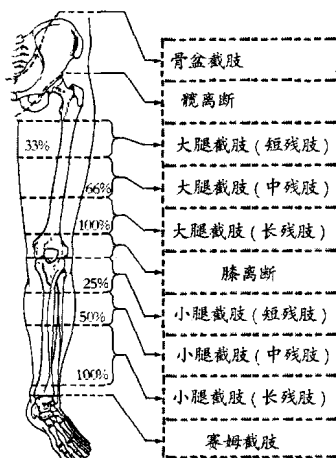 骨盆截肢
髋离断
33% 大腿截肢(短残肢)
66% 大腿截肢(中残肢)
100% 大腿截肢(长残肢)
膝离断
25% 小腿截肢(短残肢)
50% 小腿截肢(中残肢)
100% 小腿截肢(长残肢)
赛姆截肢